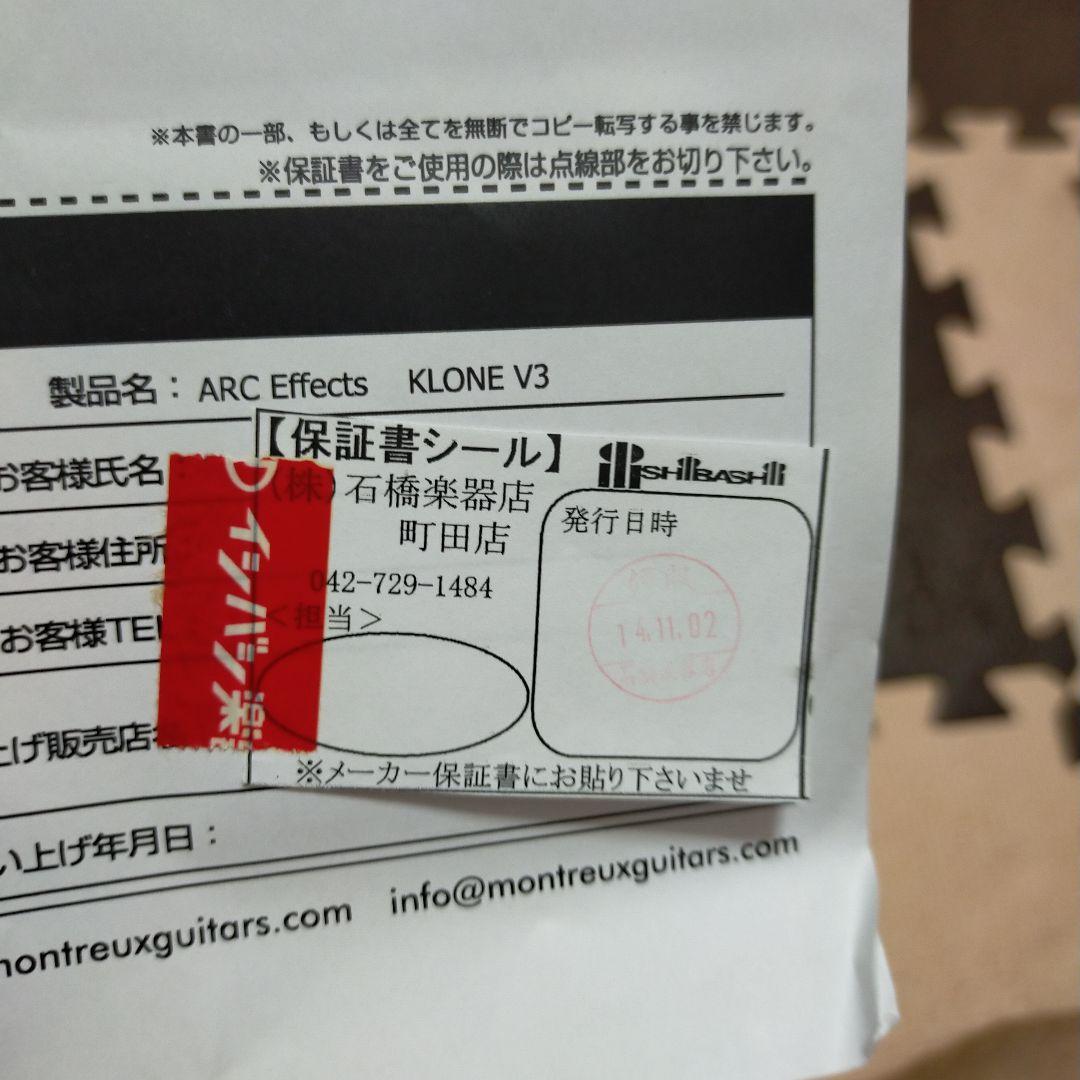 ※本書の一部、もしくは全てを無断でコピー転写する事を禁じます。
※保証書をご使用の際は点線部をお切り下さい。
製品名： ARC Effects KLONE V3
お客様氏名
お客様住所
お客様TEL
上げ販売店
い上げ年月日：
【保証書シール】
ISHIBASHI
(株)石橋楽器店
町田店
042-729-1484
＜担当＞
発行日時
14.11.02
※メーカー保証書にお貼り下さいませ
イシバシ楽
montreuxguitars.com info@montreuxguitars.com